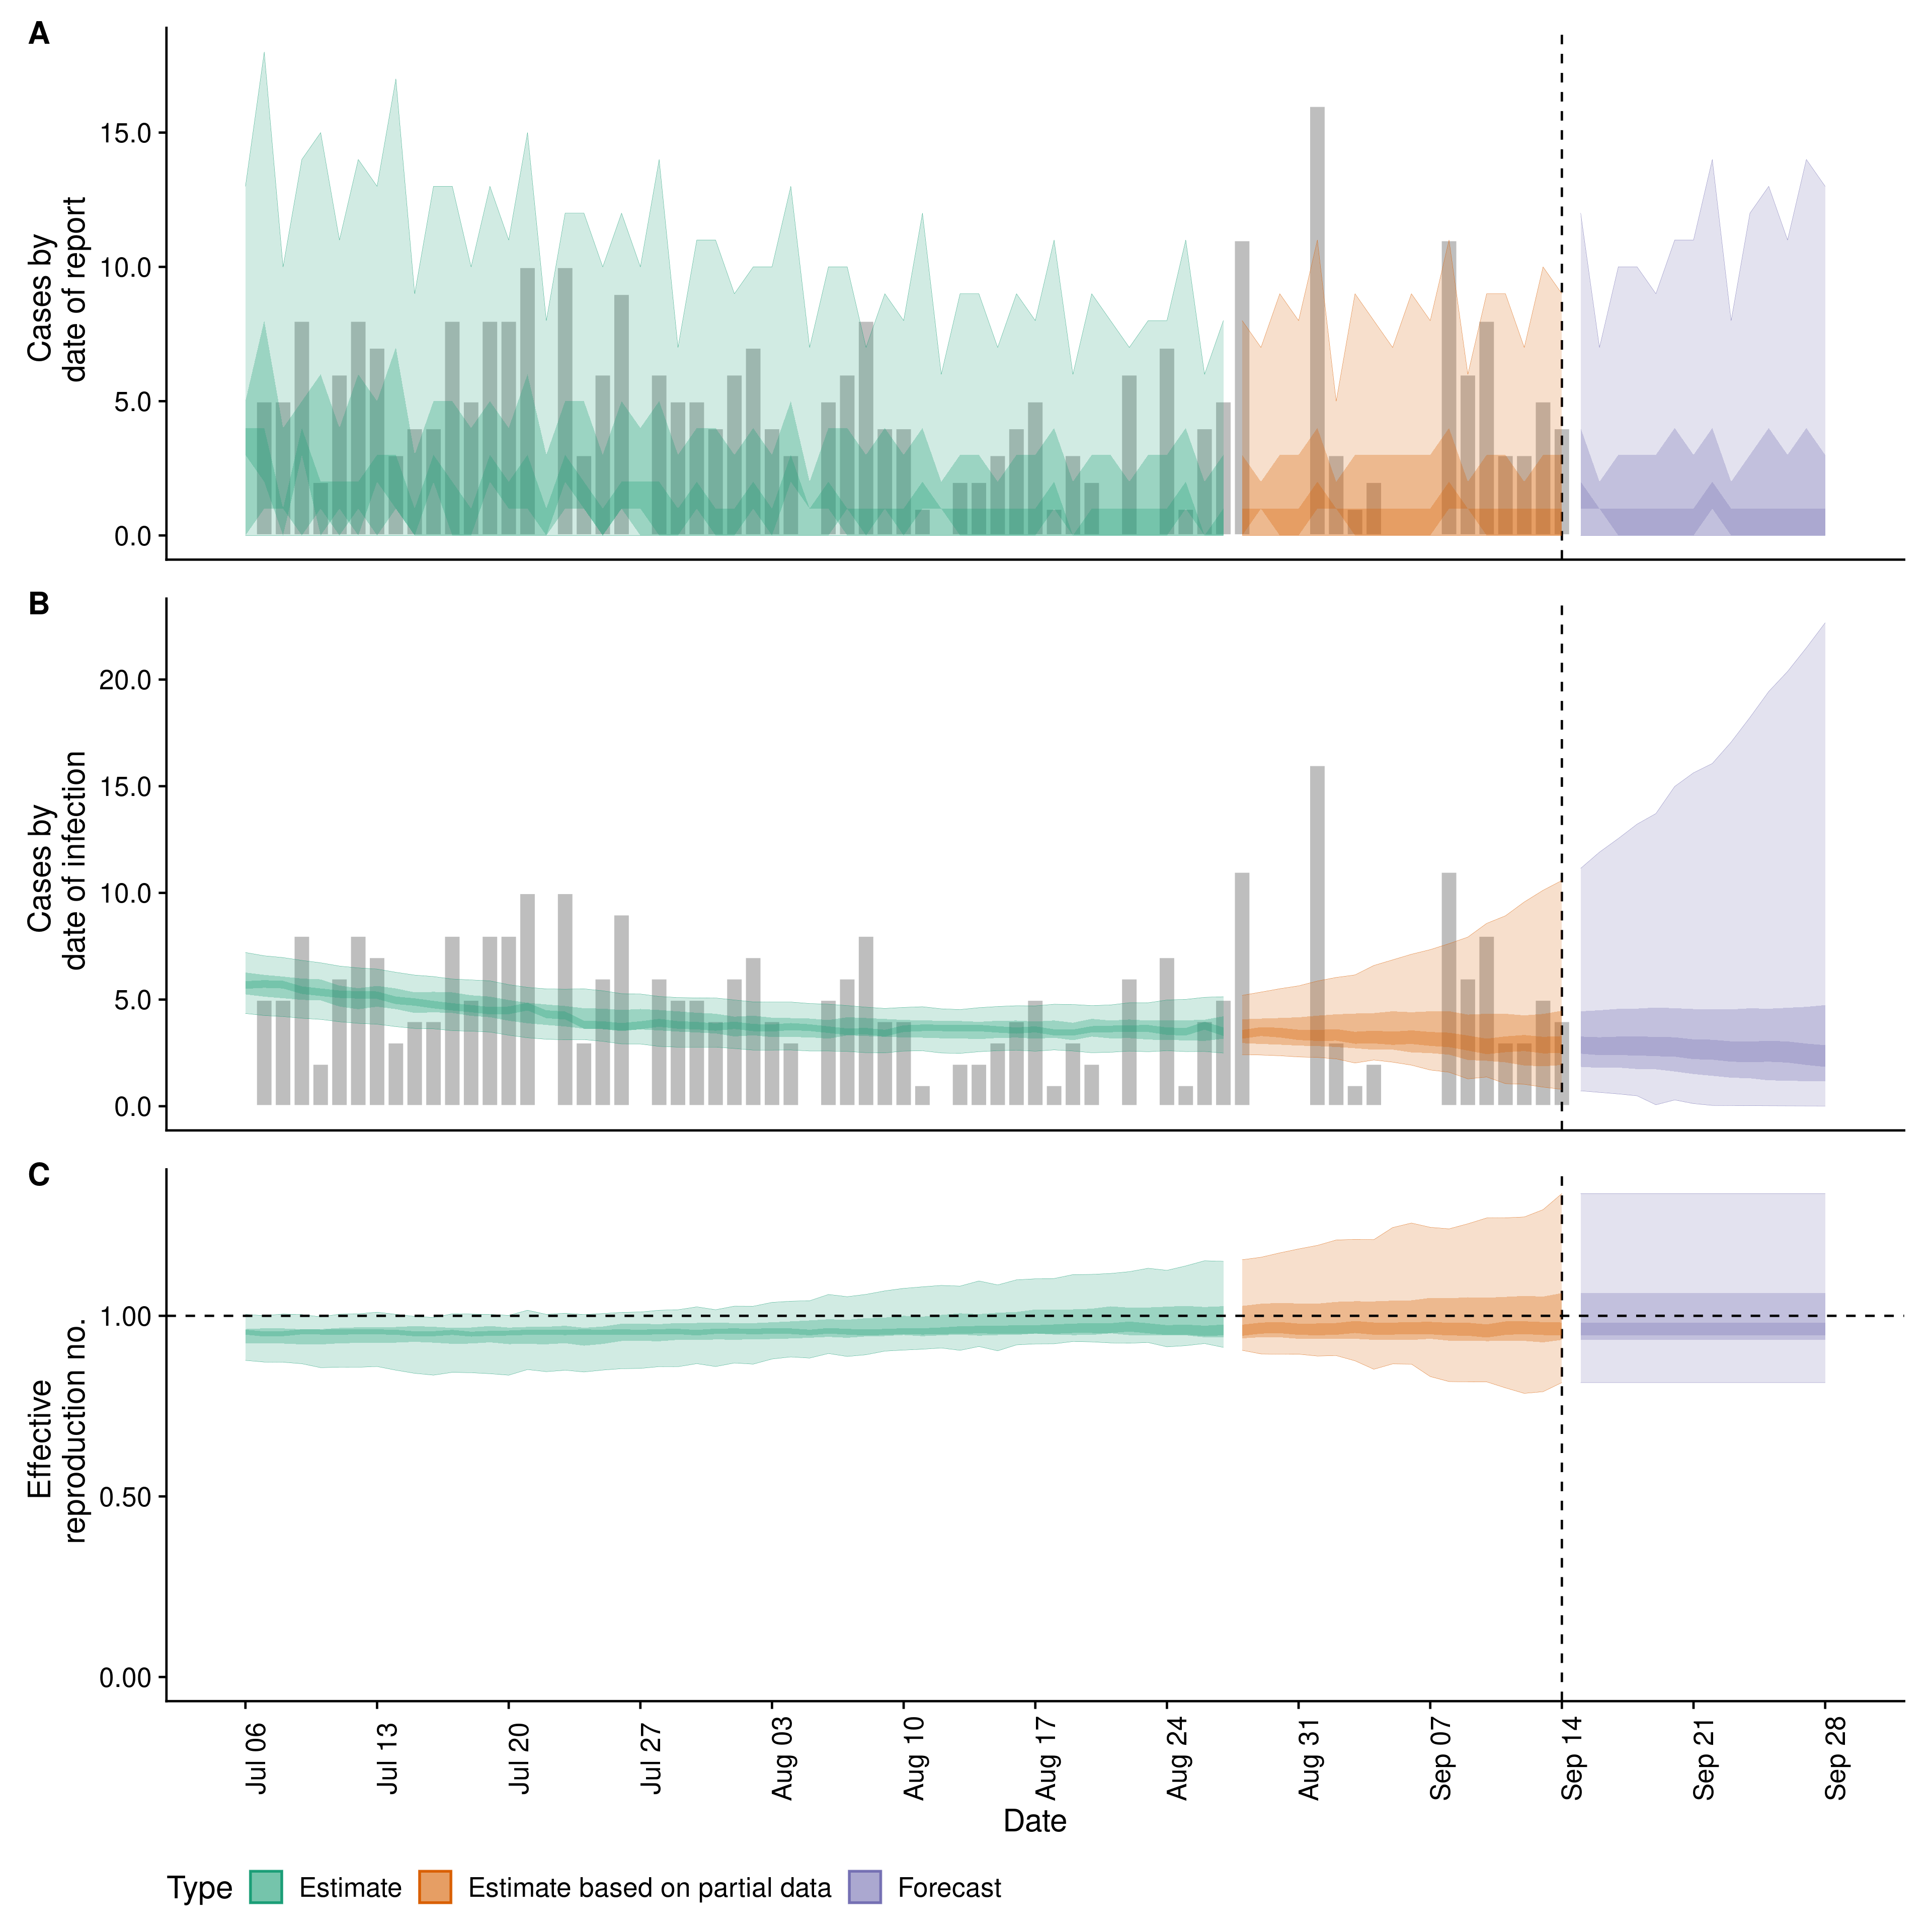 A
Cases by
date of report
15.0
10.0
5.0
0.0
B
Cases by
date of infection
20.0
15.0
10.0
5.0
0.0
C
Effective
reproduction no.
1.00
0.50
0.00
Jul 06
Jul 13
Jul 20
Jul 27
Aug 03
Aug 10
Aug 17
Aug 24
Aug 31
Sep 07
Sep 14
Sep 21
Sep 28
Date
Type Estimate Estimate based on partial data Forecast